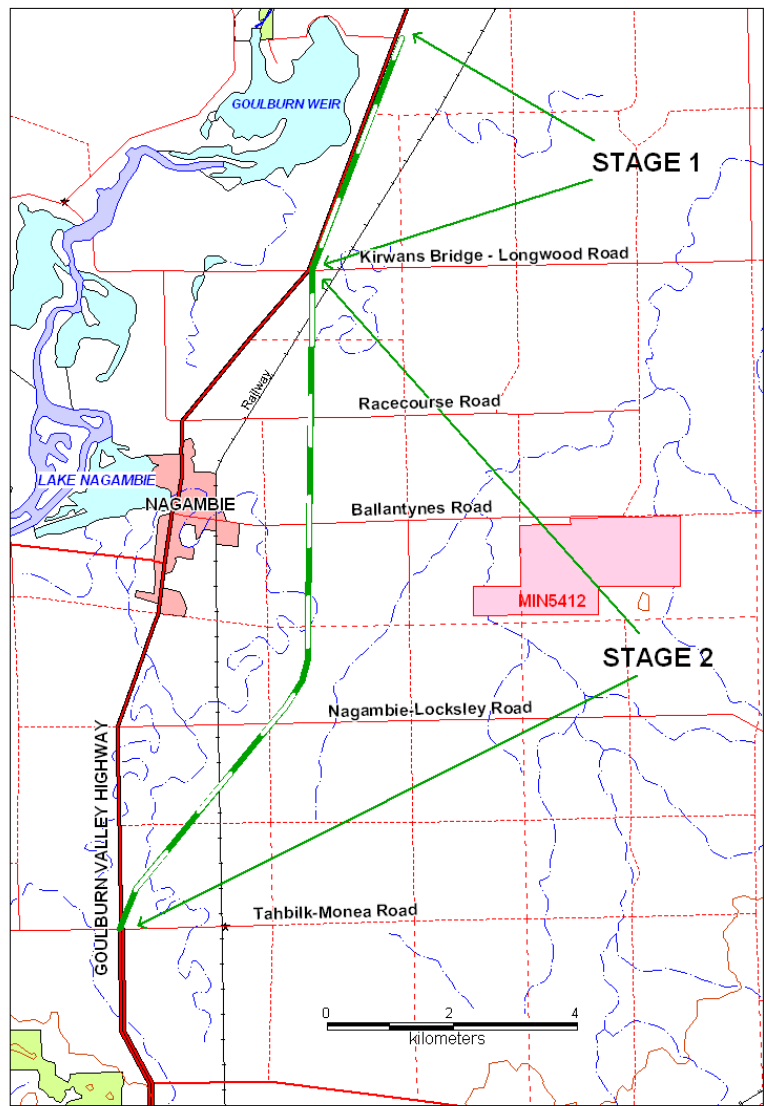 GOULBURN WEIR
STAGE 1
Kirwans Bridge - Longwood Road
Railway
Racecourse Road
LAKE NAGAMBIE
NAGAMBIE
Ballantynes Road
MIN5412
STAGE 2
Nagambie-Locksley Road
GOULBURN VALLEY HIGHWAY
Tahbilk-Monea Road
0 2 4
kilometers